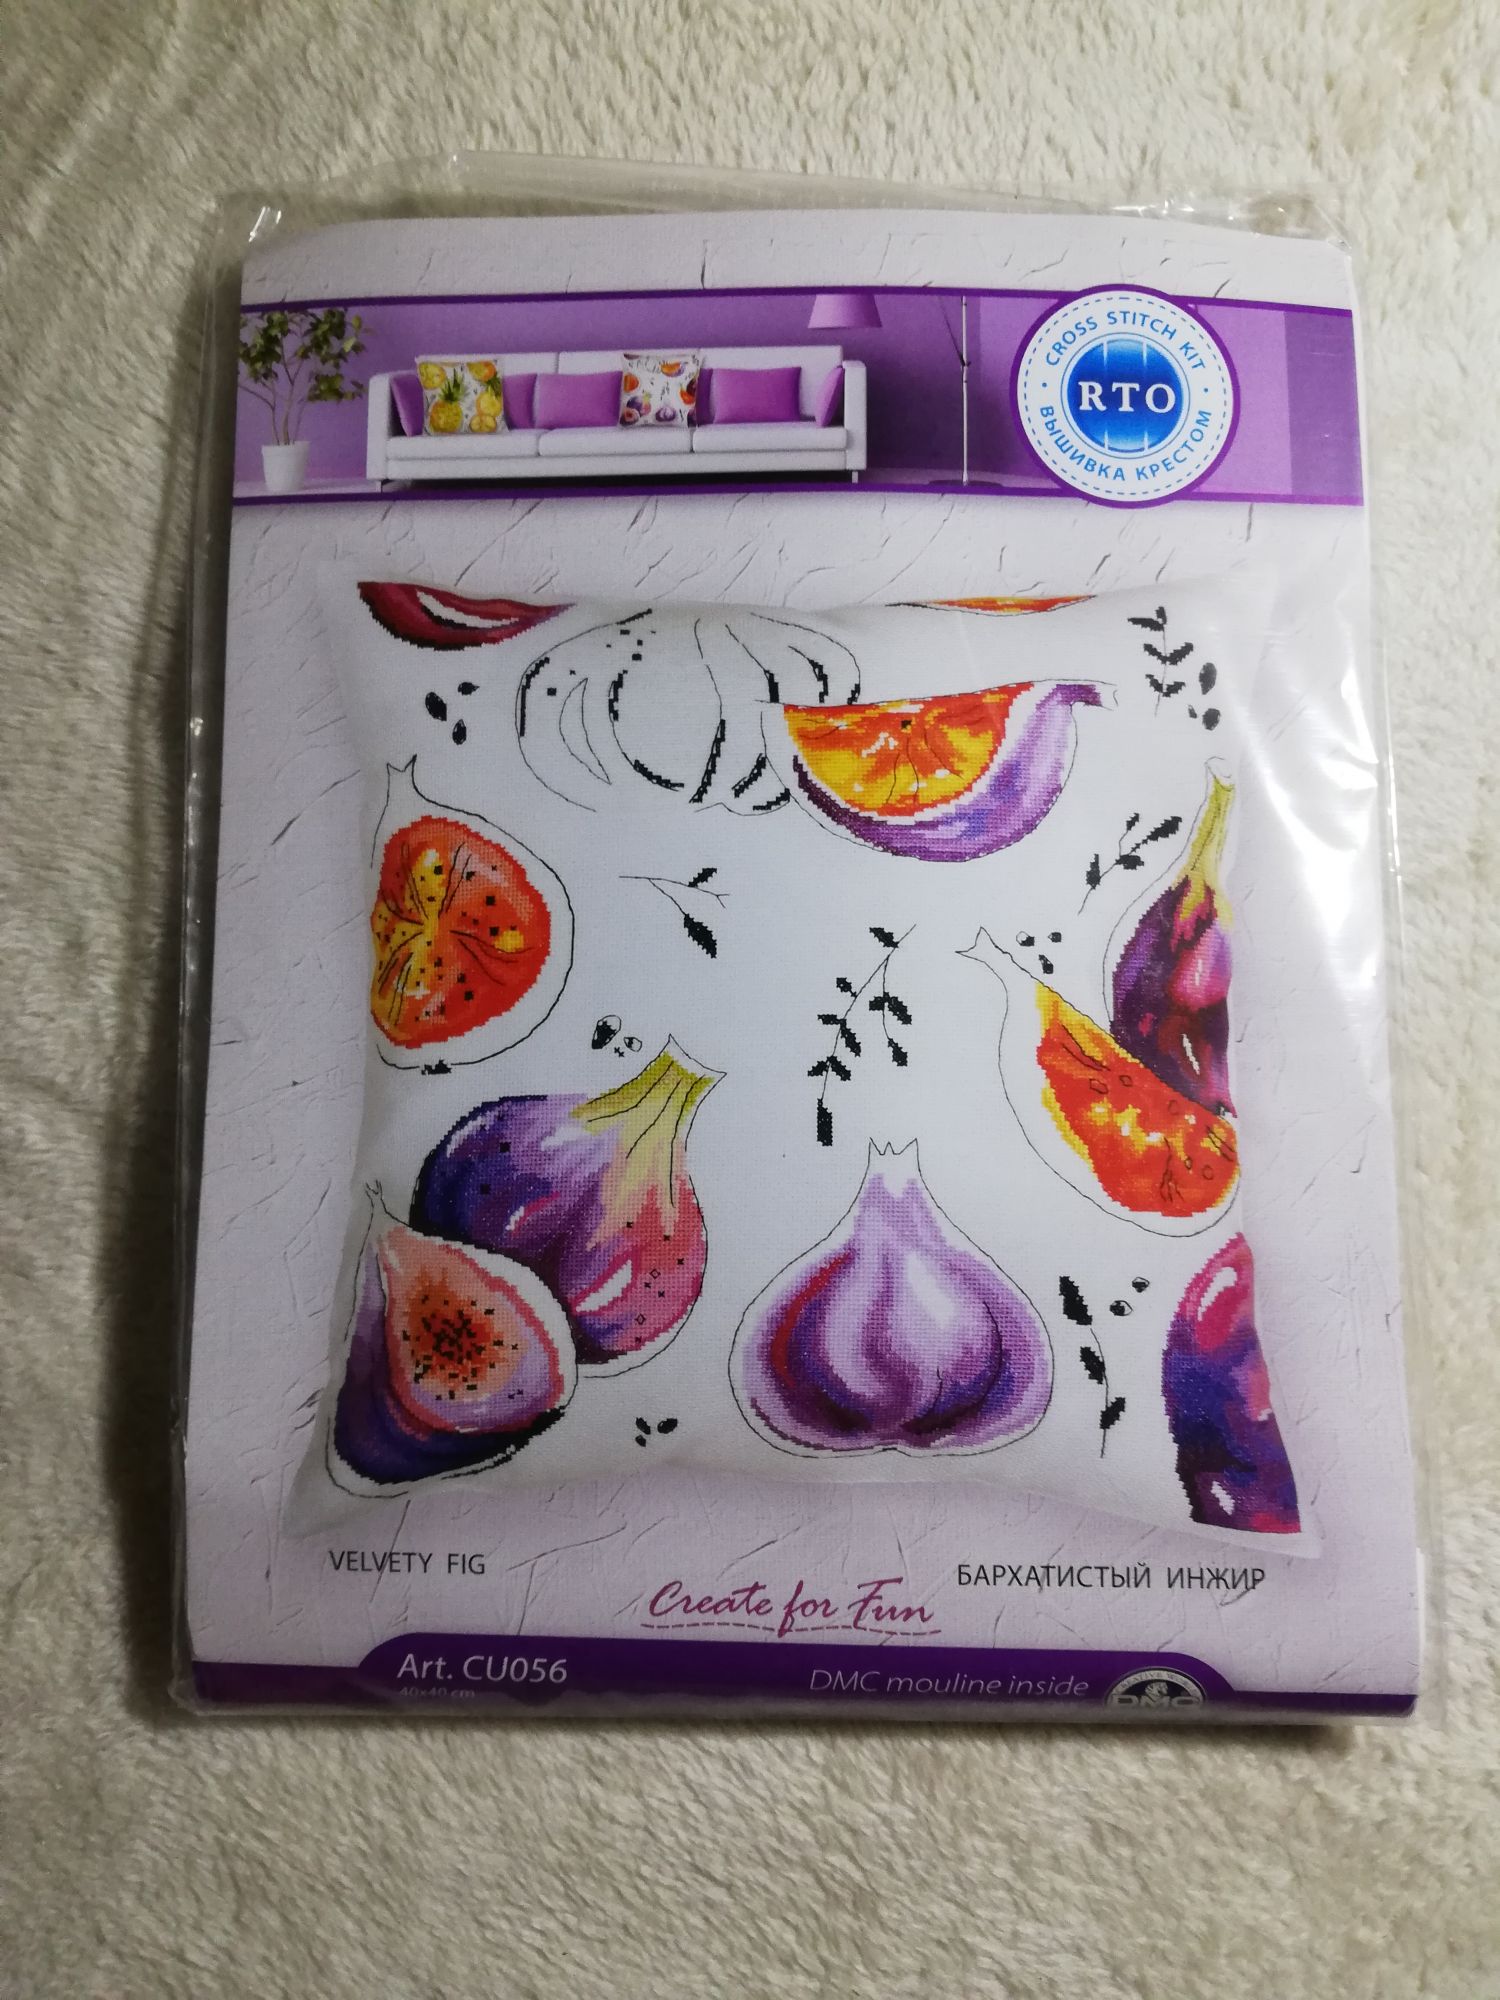 CROSS STITCH KIT
RTO
ВЫШИВКА КРЕСТОМ
VELVETY FIG
БАРХАТИСТЫЙ ИНЖИР
Create for Fun
Art. CU056
40x40 cm
DMC mouline inside
DMC